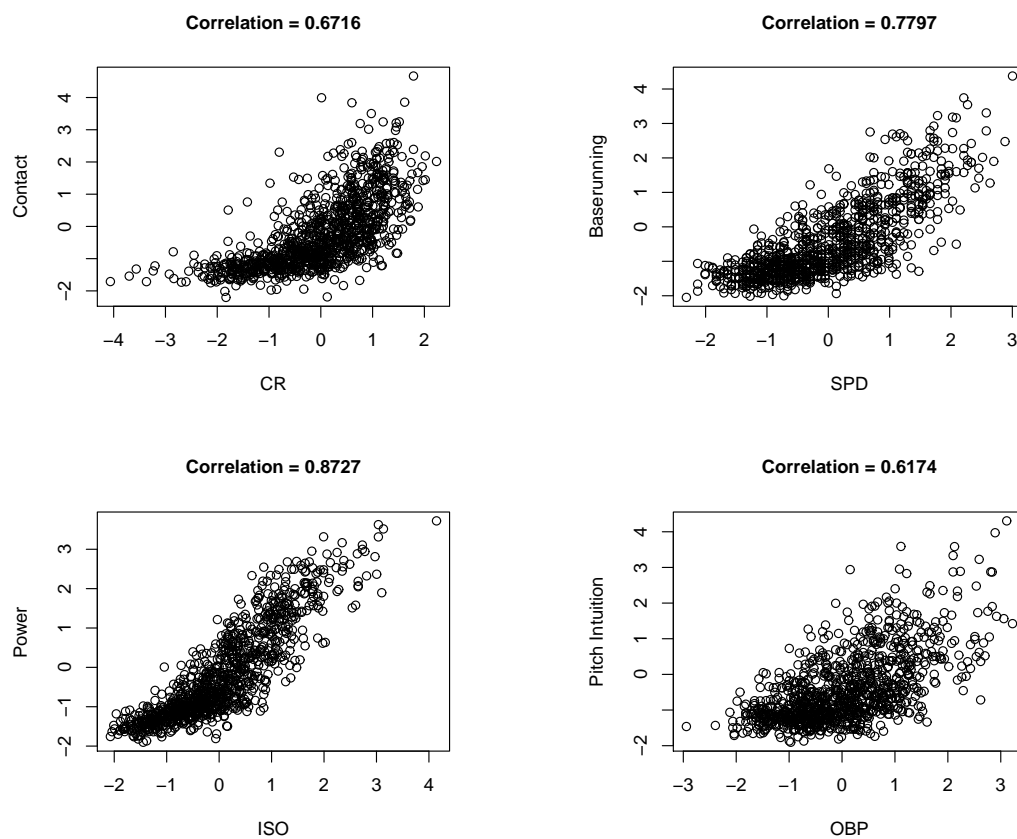 Correlation = 0.6716
Contact
4
3
2
1
0
−2
−4 −3 −2 −1 0 1 2
CR
Correlation = 0.7797
Baserunning
4
3
2
1
0
−2
−2 −1 0 1 2 3
SPD
Correlation = 0.8727
Power
3
2
1
0
−1
−2
−2 −1 0 1 2 3 4
ISO
Correlation = 0.6174
Pitch Intuition
4
3
2
1
0
−2
−3 −2 −1 0 1 2 3
OBP